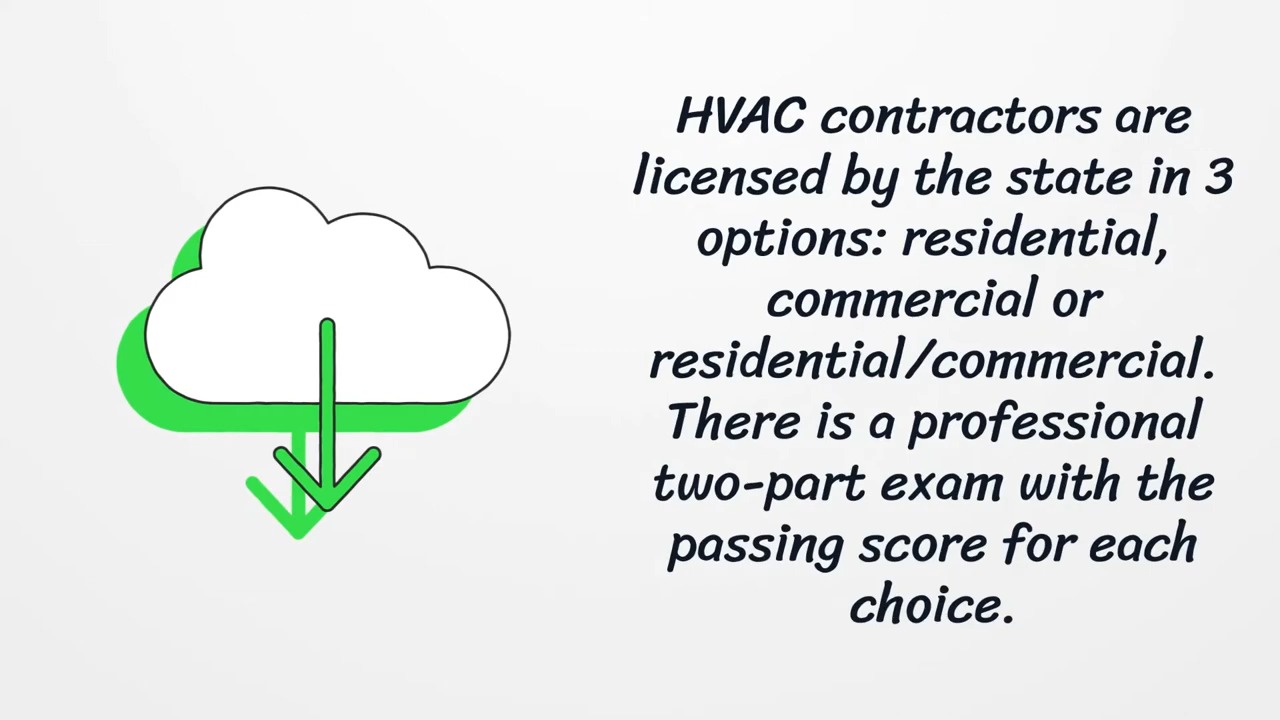 HVAC contractors are
licensed by the state in 3
options: residential,
commercial or
residential/commercial.
There is a professional
two-part exam with the
passing score for each
choice.